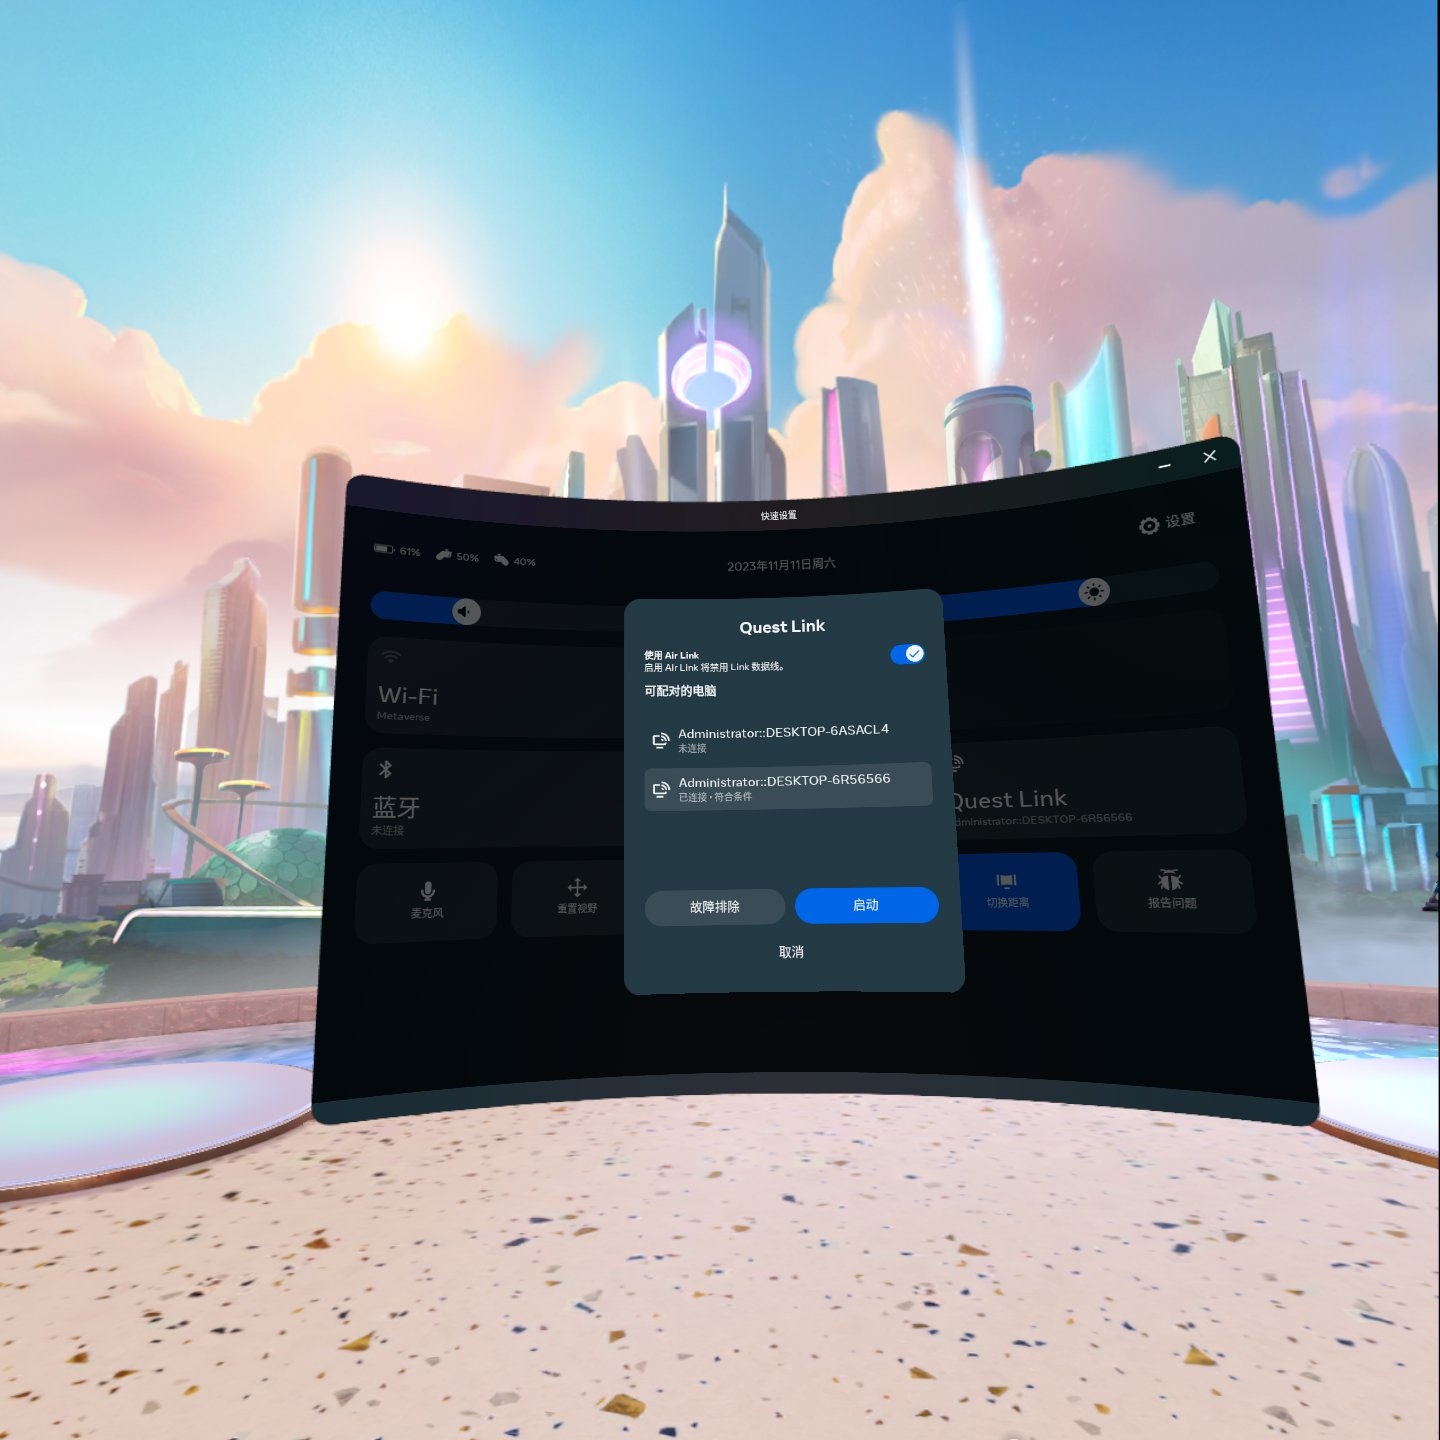 快速设置
61%
50%
40%
2023年11月11日周六
设置
Wi-Fi
Metaverse
蓝牙
未连接
麦克风
重置视野
Quest Link
使用 Air Link
启用 Air Link 将禁用 Link 数据线。
可配对的电脑
Administrator::DESKTOP-6ASACL4
未连接
Administrator::DESKTOP-6R56566
已连接 · 符合条件
故障排除
启动
取消
Quest Link
dministrator::DESKTOP-6R56566
切换距离
报告问题